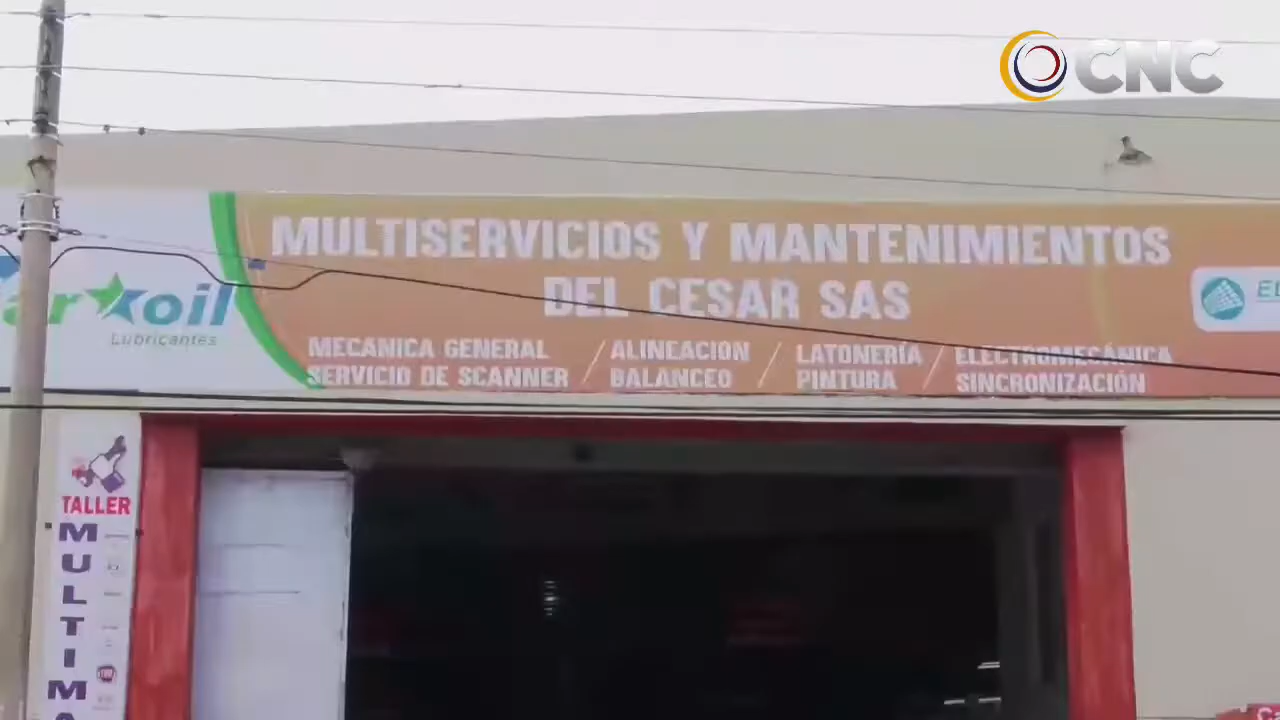 CNC
MULTISERVICIOS Y MANTENIMIENTOS
DEL CESAR SAS
oil
Lubricantes
MECANICA GENERAL
SERVICIO DE SCANNER
ALINEACION
BALANCEO
LATONERÍA
PINTURA
ELECTROMECÁNICA
SINCRONIZACIÓN
TALLER
MULTIMA